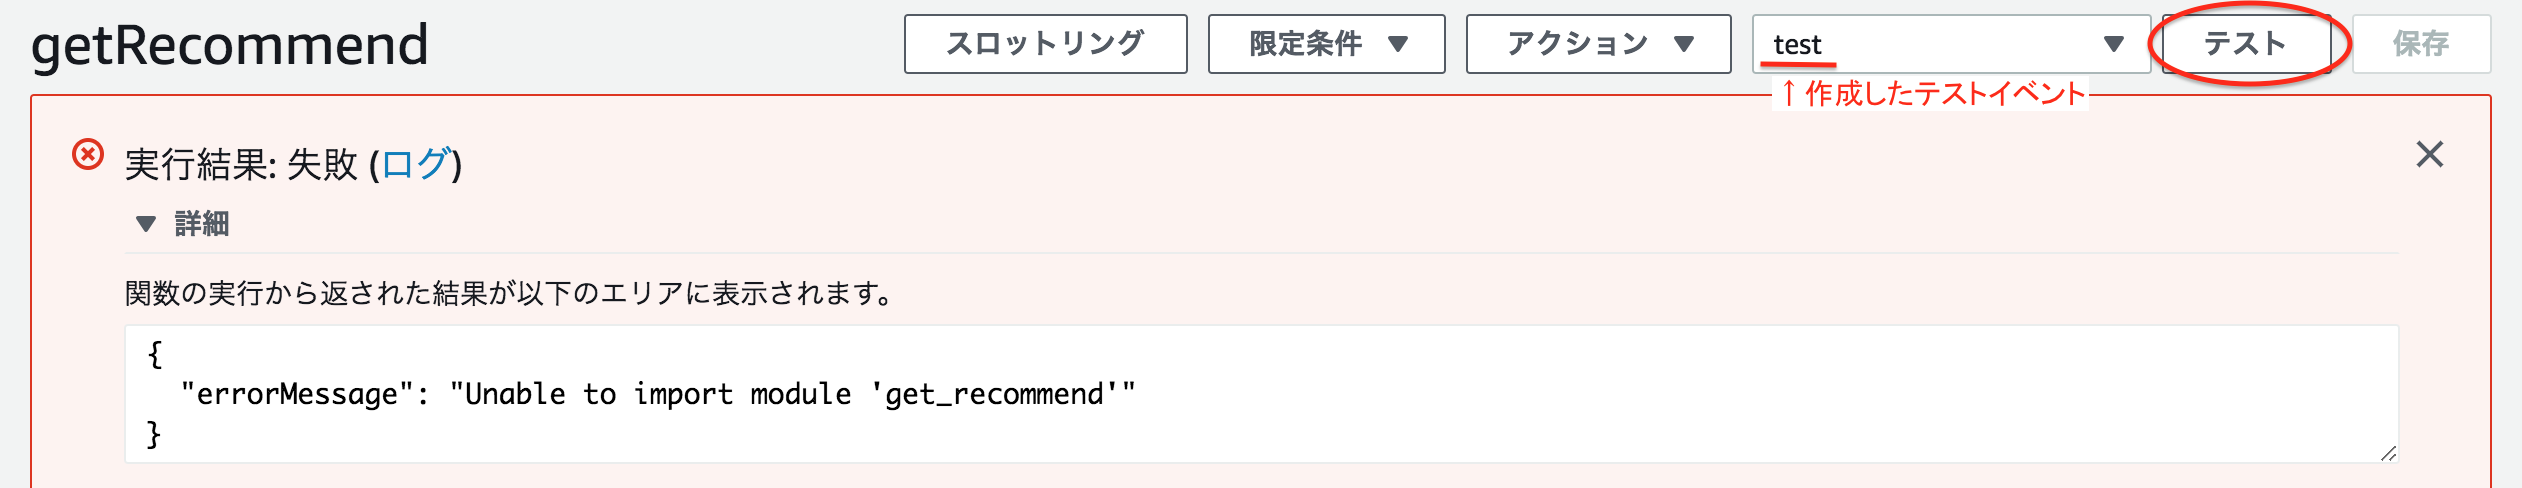 getRecommend
スロットリング
限定条件 ▼
アクション ▼
test ▼
テスト
保存
↑作成したテストイベント
実行結果: 失敗 (ログ)
▼ 詳細
関数の実行から返された結果が以下のエリアに表示されます。
{
"errorMessage": "Unable to import module 'get_recommend'"
}